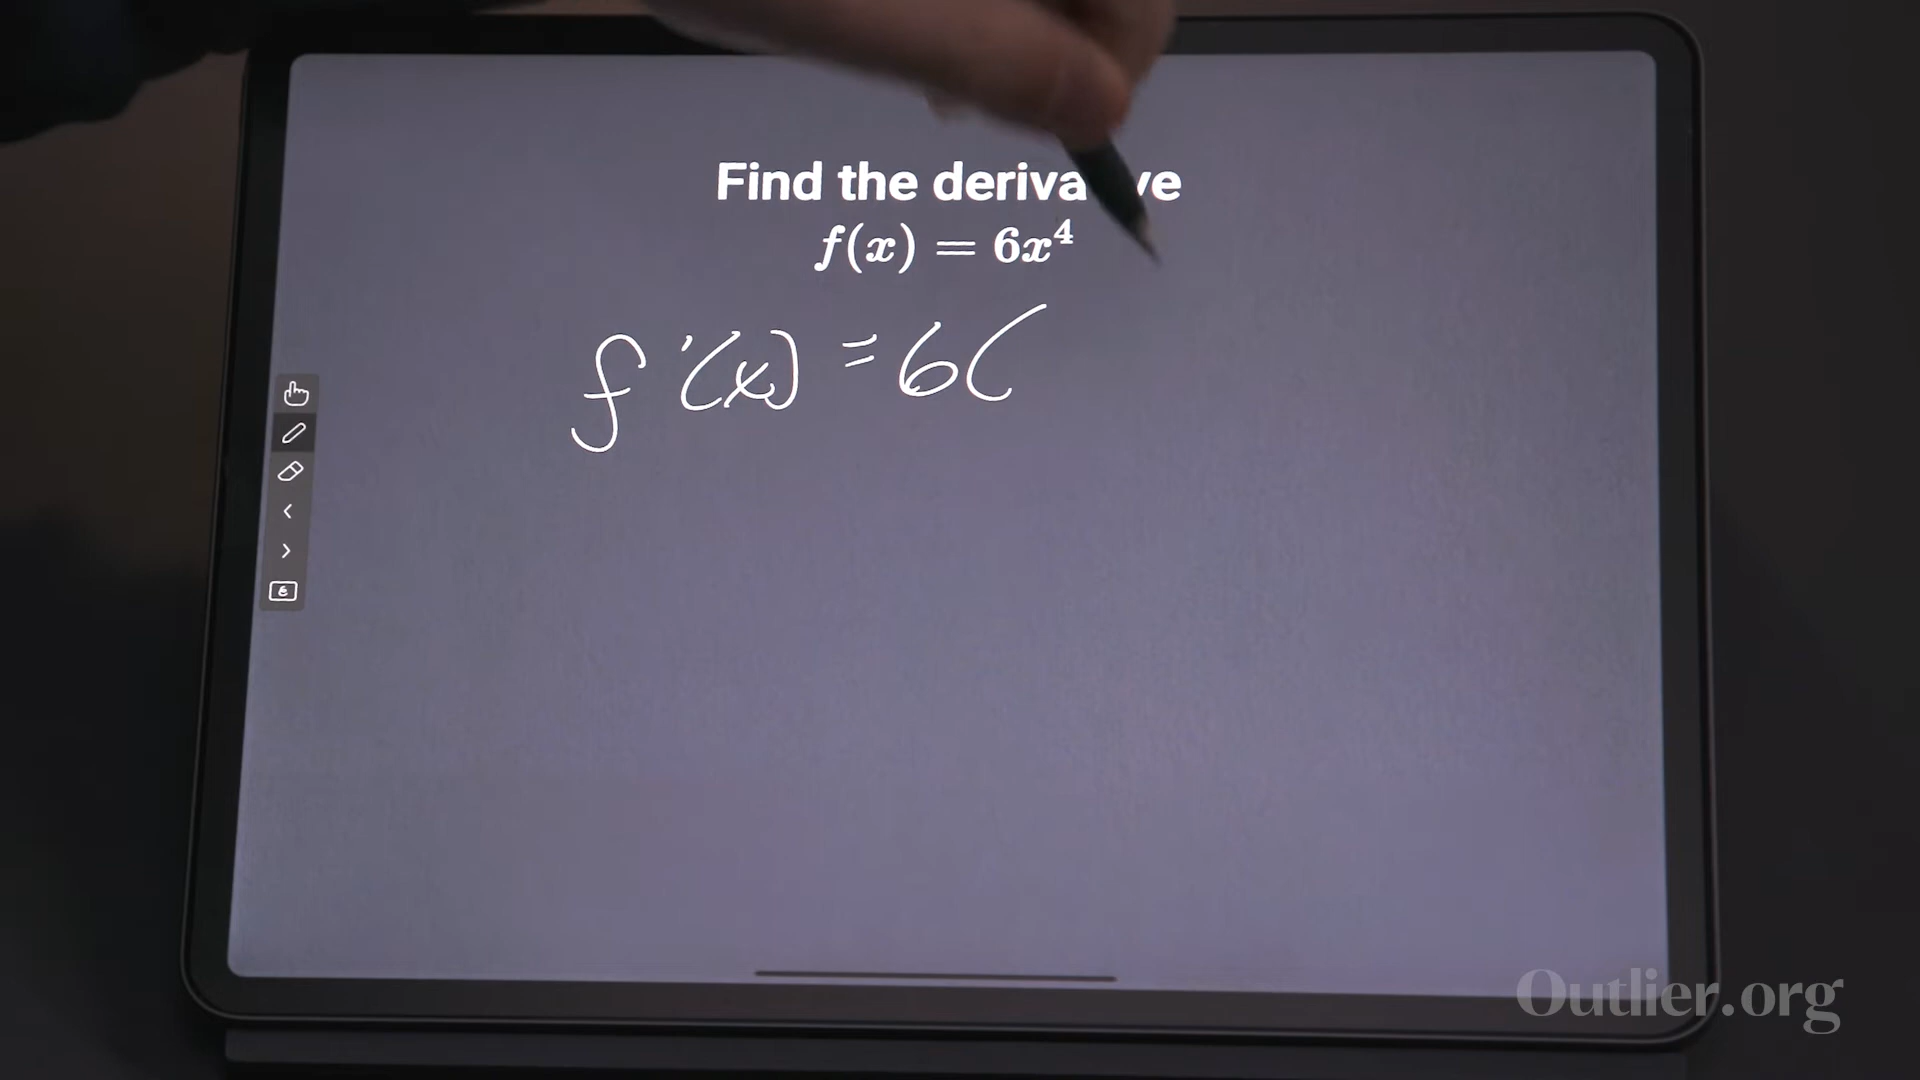 Find the deriva ve
f(x) = 6x⁴
f'(x) = 6(
Outlier.org